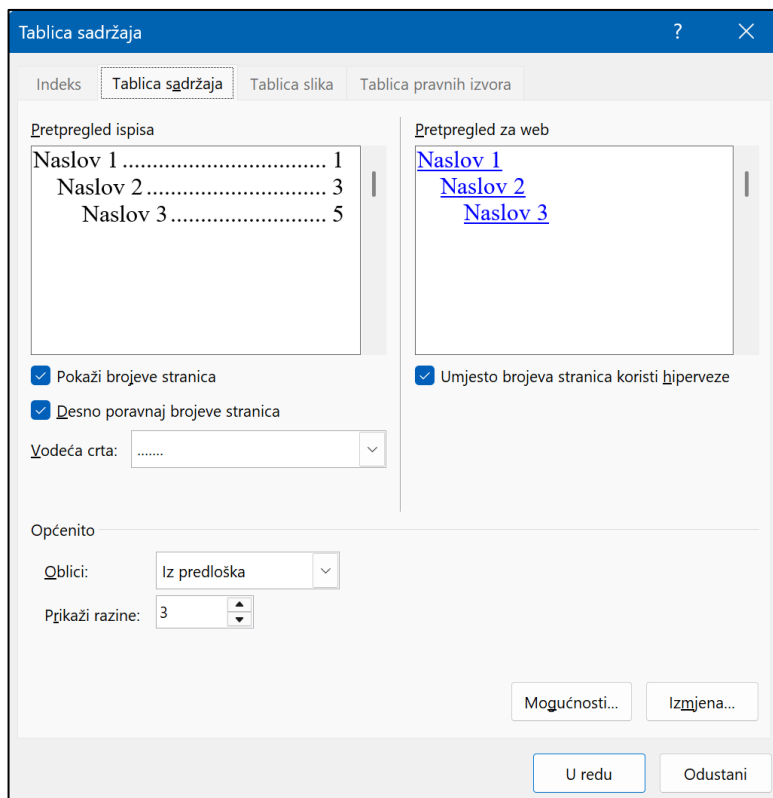 Tablica sadržaja ?
Indeks Tablica sadržaja Tablica slika Tablica pravnih izvora
Pretpregled ispisa
Naslov 1 ................................ 1
Naslov 2 ............................ 3
Naslov 3 ........................ 5
Pokaži brojeve stranica
Desno poravnaj brojeve stranica
Vodeća crta: .......
Pretpregled za web
Naslov 1
Naslov 2
Naslov 3
Umjesto brojeva stranica koristi hiperveze
Općenito
Oblici: Iz predloška
Prikaži razine: 3
Mogućnosti... Izmjena...
U redu Odustani